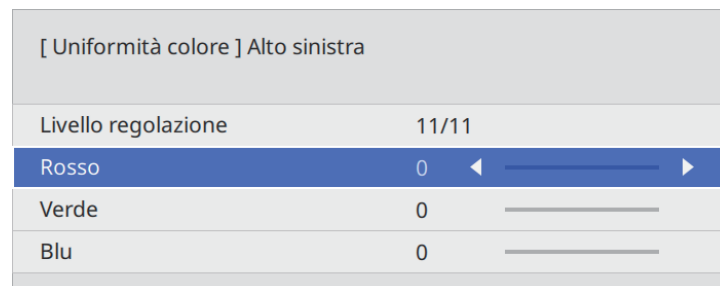 [ Uniformità colore ] Alto sinistra
Livello regolazione 11/11
Rosso 0
Verde 0
Blu 0